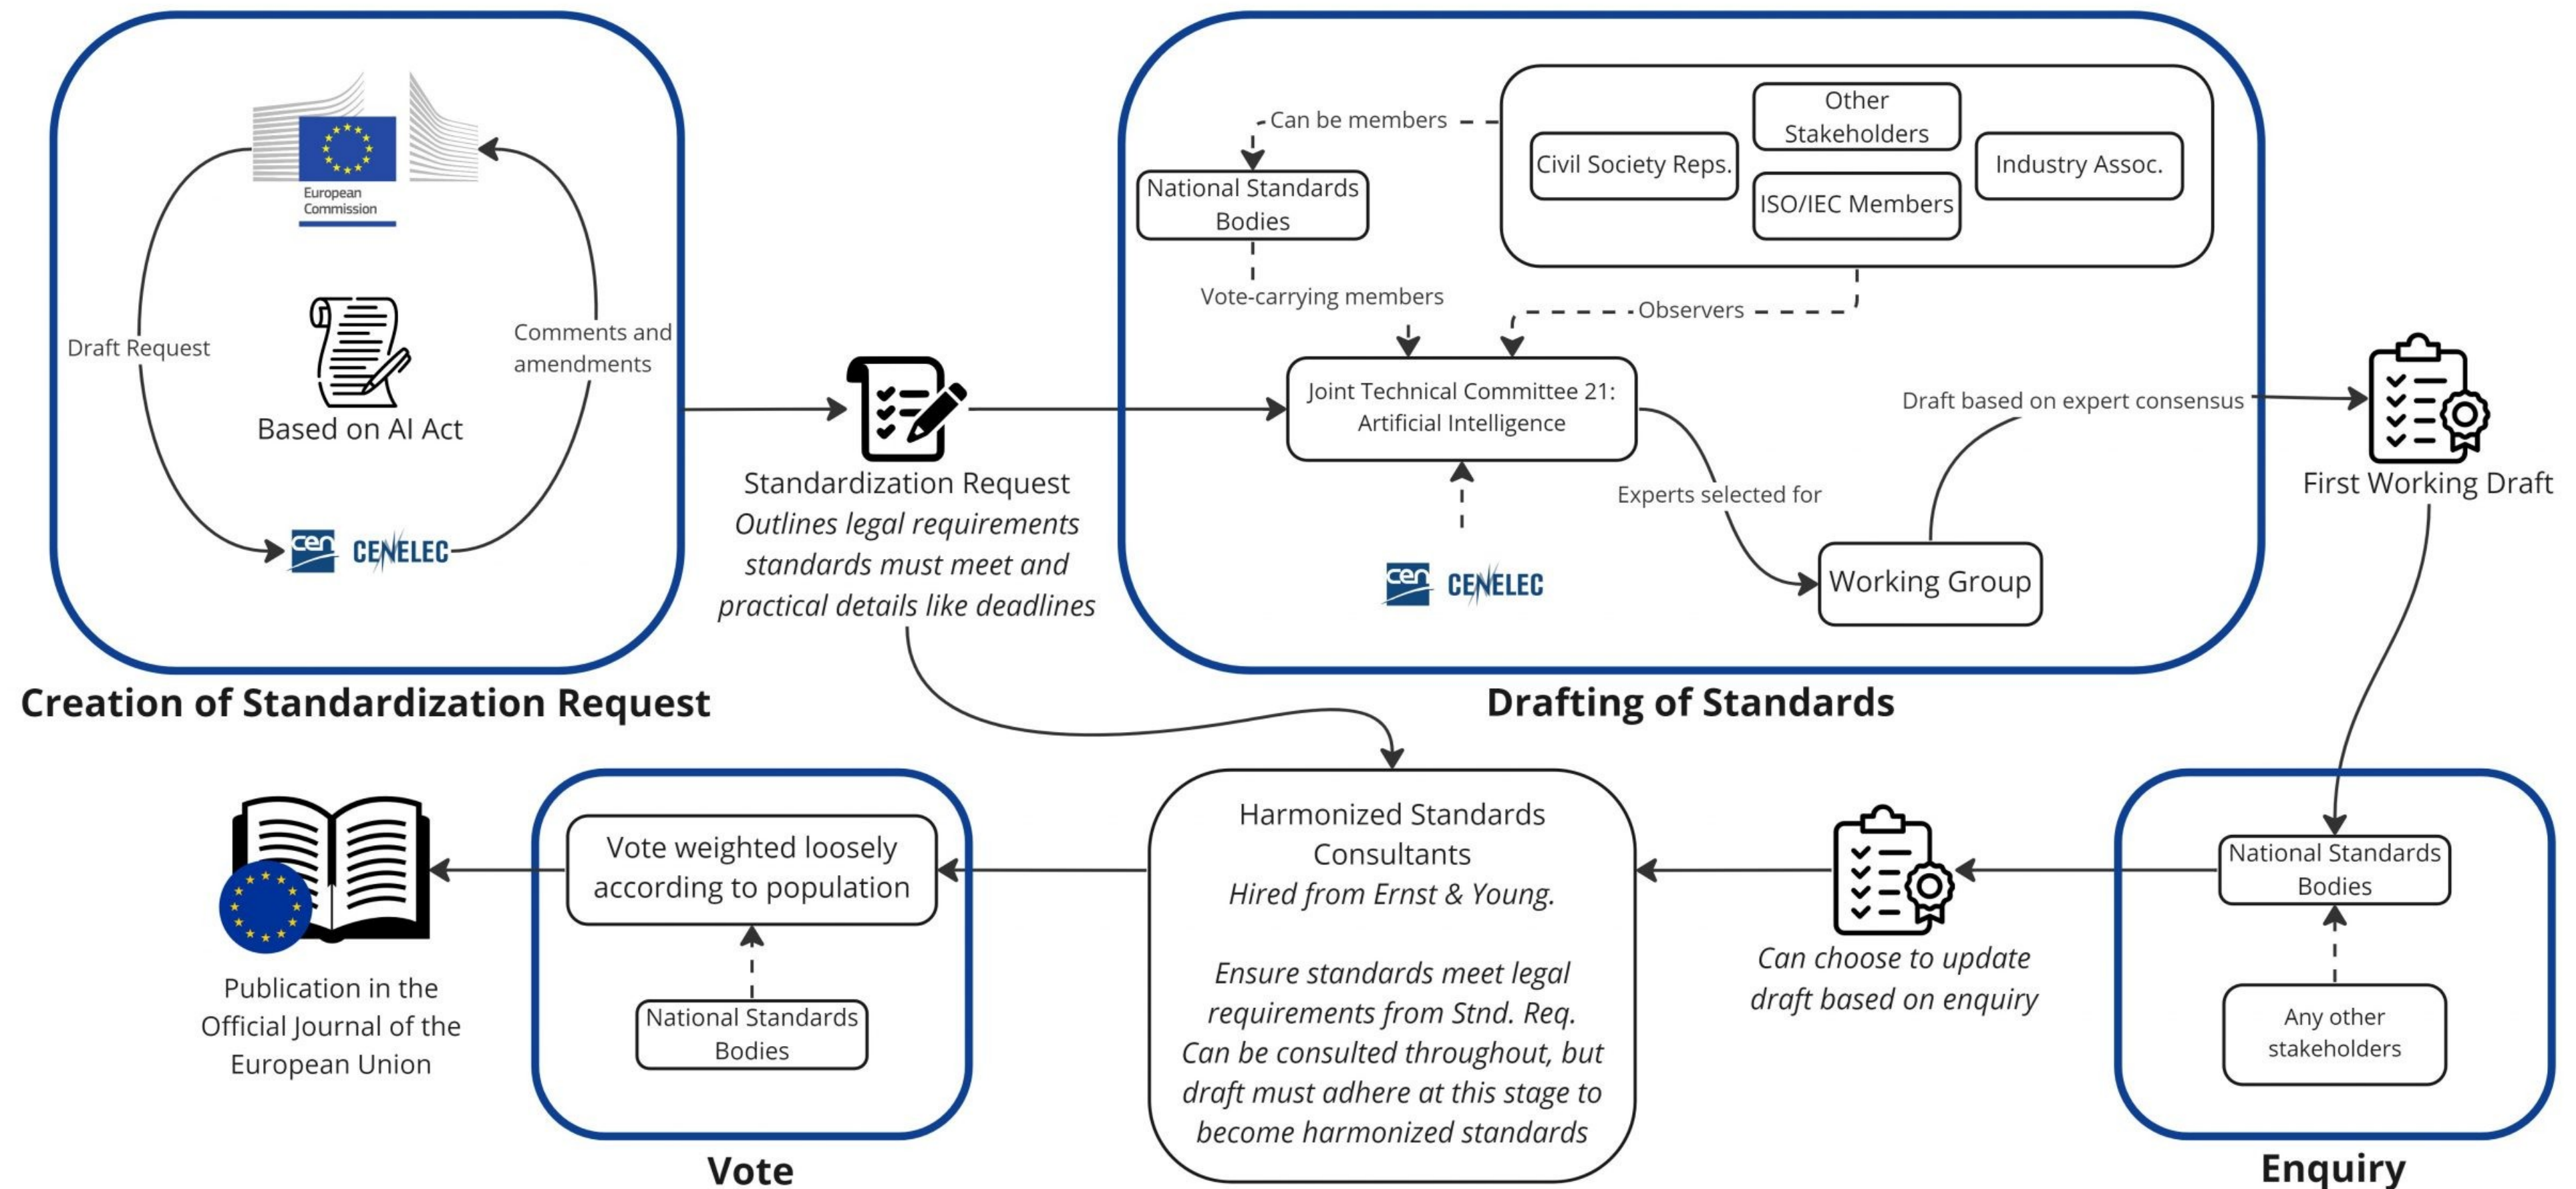 European
Commission
Draft Request
Comments and
amendments
Based on AI Act
cen CENELEC
Creation of Standardization Request
Standardization Request
Outlines legal requirements
standards must meet and
practical details like deadlines
Can be members
Other
Stakeholders
Civil Society Reps.
Industry Assoc.
ISO/IEC Members
National Standards
Bodies
Vote-carrying members
Observers
Joint Technical Committee 21:
Artificial Intelligence
Draft based on expert consensus
Experts selected for
Working Group
cen CENELEC
Drafting of Standards
First Working Draft
National Standards
Bodies
Any other
stakeholders
Enquiry
Can choose to update
draft based on enquiry
Harmonized Standards
Consultants
Hired from Ernst & Young.
Ensure standards meet legal
requirements from Stnd. Req.
Can be consulted throughout, but
draft must adhere at this stage to
become harmonized standards
Vote weighted loosely
according to population
National Standards
Bodies
Vote
Publication in the
Official Journal of the
European Union